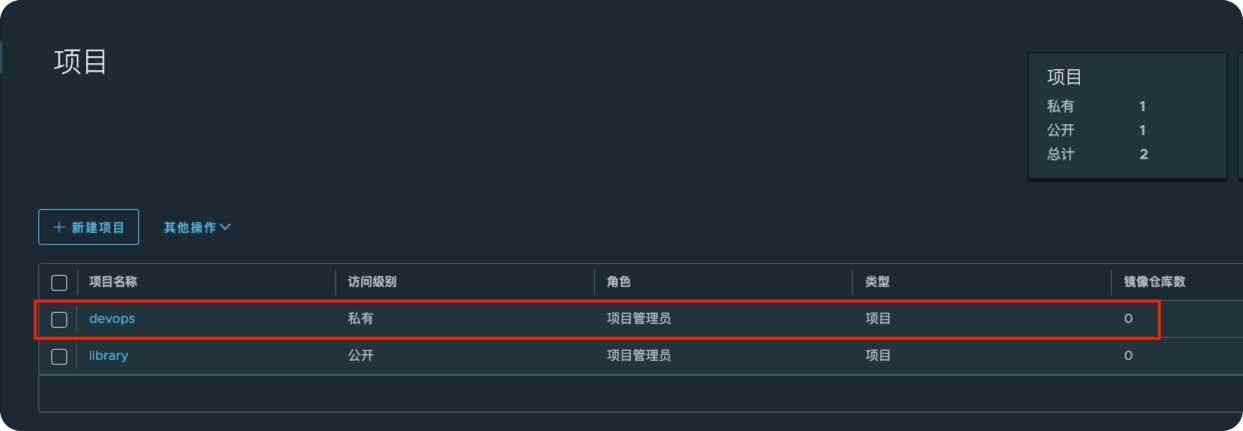 项目
项目
私有 1
公开 1
总计 2
+ 新建项目 其他操作
项目名称 访问级别 角色 类型 镜像仓库数
devops 私有 项目管理员 项目 0
library 公开 项目管理员 项目 0